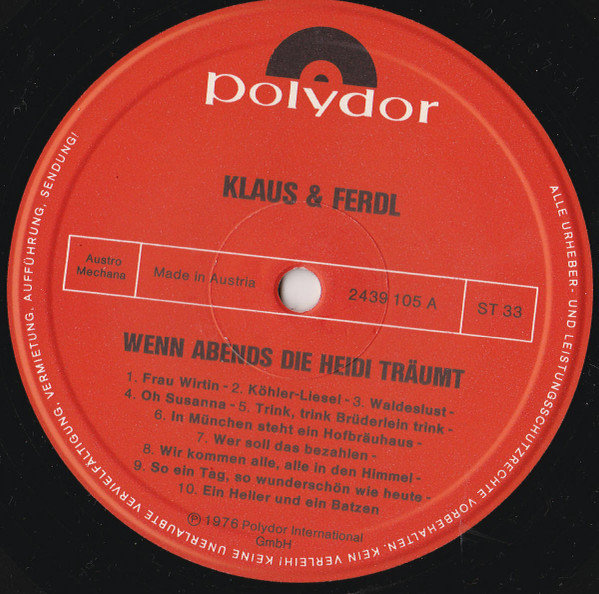 polydor
KLAUS & FERDL
Austro
Mechana
Made in Austria
2439 105 A
ST 33
WENN ABENDS DIE HEIDI TRÄUMT
1. Frau Wirtin - 2. Köhler-Liesel - 3. Waldeslust -
4. Oh Susanna - 5. Trink, trink Brüderlein trink -
6. In München steht ein Hofbräuhaus -
7. Wer soll das bezahlen -
8. Wir kommen alle, alle in den Himmel -
9. So ein Tag, so wunderschön wie heute -
10. Ein Heller und ein Batzen
Ⓟ 1976 Polydor International
GmbH
ALLE URHEBER- UND LEISTUNGSSCHUTZRECHTE VORBEHALTEN. KEIN VERLEIH! KEINE UNERLAUBTE VERVIELFÄLTIGUNG, VERMIETUNG, AUFFÜHRUNG, SENDUNG!